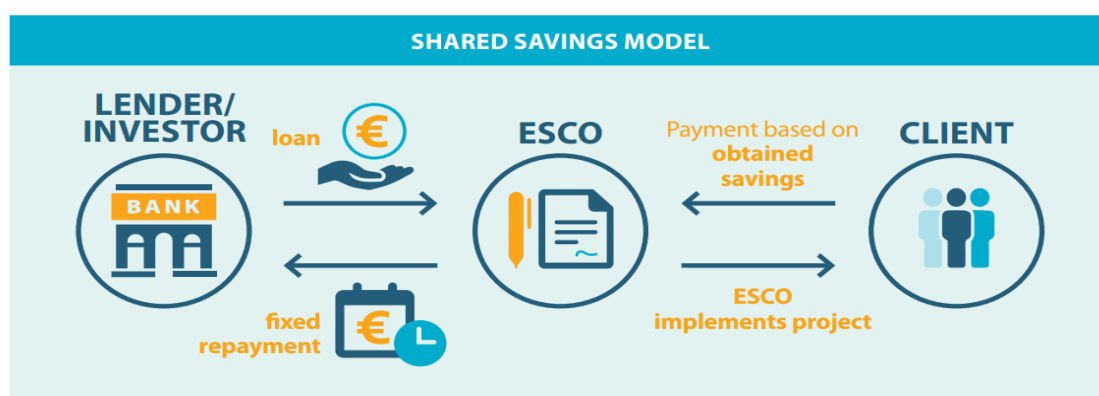 SHARED SAVINGS MODEL
LENDER/
INVESTOR
BANK
loan
€
fixed
repayment
€
ESCO
Payment based on
obtained
savings
ESCO
implements project
CLIENT